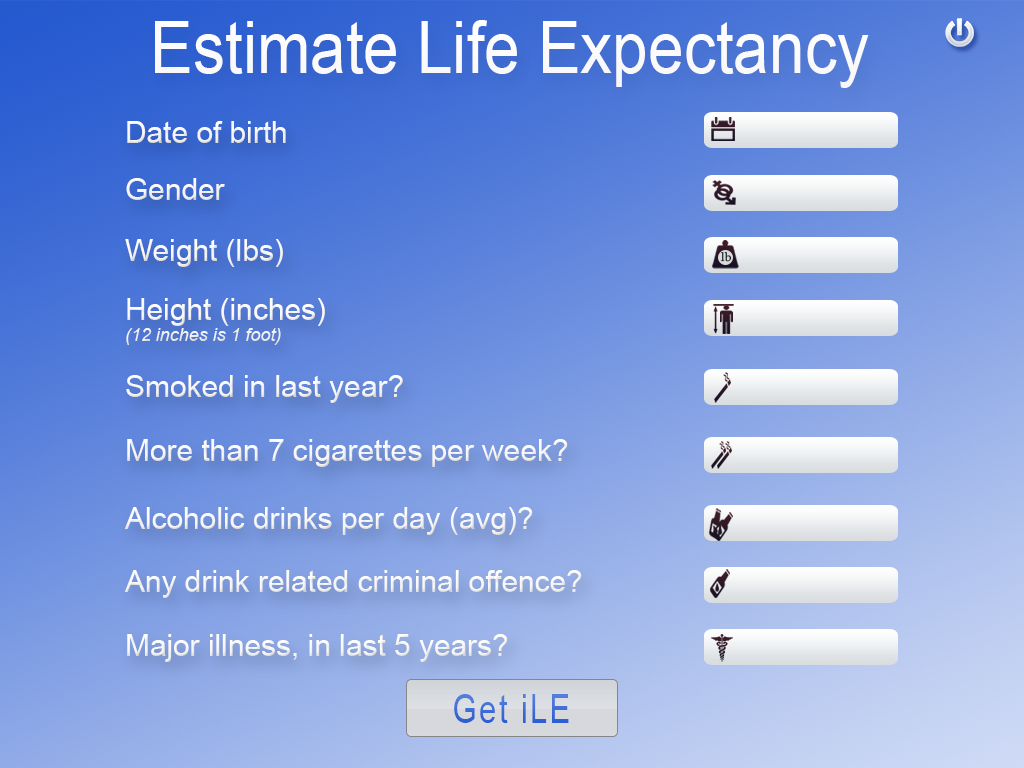 Estimate Life Expectancy
Date of birth
Gender
Weight (lbs)
lb
Height (inches)
(12 inches is 1 foot)
Smoked in last year?
More than 7 cigarettes per week?
Alcoholic drinks per day (avg)?
Any drink related criminal offence?
Major illness, in last 5 years?
Get iLE